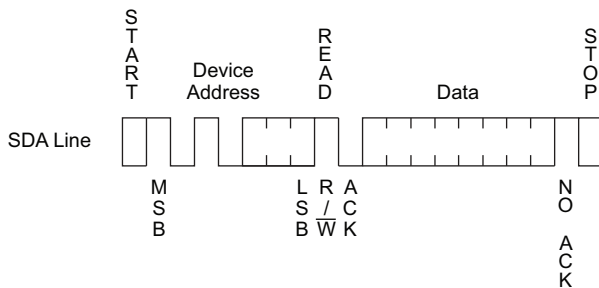 START
Device
Address
READ
Data
STOP
SDA Line
MSB
LSB
R/W
ACK
NO ACK